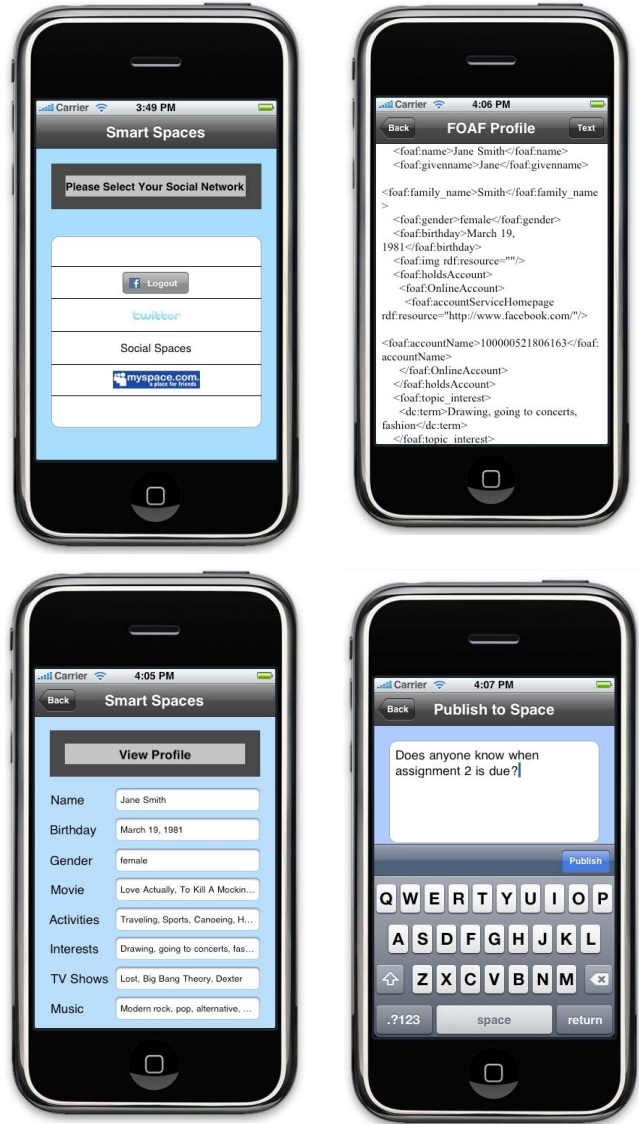 Carrier 3:49 PM
Smart Spaces
Please Select Your Social Network
f Logout
twitter
Social Spaces
myspace.com.
a place for friends
Carrier 4:06 PM
Back FOAF Profile Text
<foaf:name>Jane Smith</foaf:name>
<foaf:givenname>Jane</foaf:givenname>
<foaf:family_name>Smith</foaf:family_name
>
<foaf:gender>female</foaf:gender>
<foaf:birthday>March 19,
1981</foaf:birthday>
<foaf:img rdf:resource=""/>
<foaf:holdsAccount>
<foaf:OnlineAccount>
<foaf:accountServiceHomepage
rdf:resource="http://www.facebook.com/"/>
<foaf:accountName>100000521806163</foaf:
accountName>
</foaf:OnlineAccount>
</foaf:holdsAccount>
<foaf:topic_interest>
<dc:term>Drawing, going to concerts,
fashion</dc:term>
</foaf:topic_interest>
Carrier 4:05 PM
Back Smart Spaces
View Profile
Name Jane Smith
Birthday March 19, 1981
Gender female
Movie Love Actually, To Kill A Mockin...
Activities Traveling, Sports, Canoeing, H...
Interests Drawing, going to concerts, fas...
TV Shows Lost, Big Bang Theory, Dexter
Music Modern rock, pop, alternative, ...
Carrier 4:07 PM
Back Publish to Space
Does anyone know when
assignment 2 is due?
Publish
Q W E R T Y U I O P
A S D F G H J K L
Z X C V B N M
.?123 space return